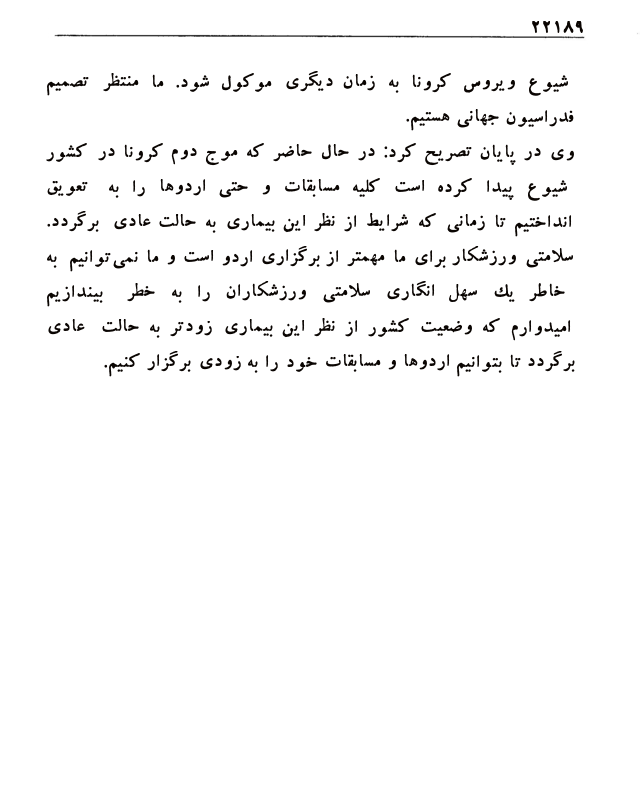 ۲۲۱۸۹
شیوع ویروس کرونا به زمان دیگری موکول شود. ما منتظر تصمیم
فدراسیون جهانی هستیم.
وی در پایان تصریح کرد: در حال حاضر که موج دوم کرونا در کشور
شیوع پیدا کرده است کلیه مسابقات و حتی اردوها را به تعویق
انداختیم تا زمانی که شرایط از نظر این بیماری به حالت عادی برگردد.
سلامتی ورزشکار برای ما مهمتر از برگزاری اردو است و ما نمی‌توانیم به
خاطر یك سهل انگاری سلامتی ورزشکاران را به خطر بیندازیم
امیدوارم که وضعیت کشور از نظر این بیماری زودتر به حالت عادی
برگردد تا بتوانیم اردوها و مسابقات خود را به زودی برگزار کنیم.